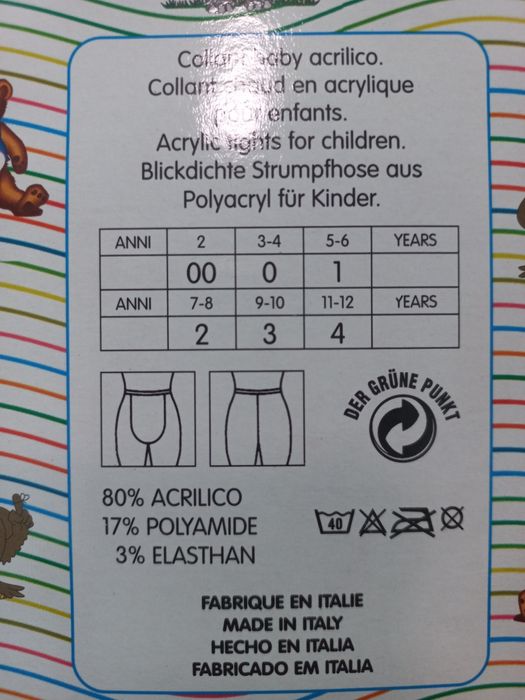 Collant baby acrilico.
Collant chaud en acrylique
pour enfants.
Acrylic tights for children.
Blickdichte Strumpfhose aus
Polyacryl für Kinder.
ANNI 2 3-4 5-6 YEARS
00 0 1
ANNI 7-8 9-10 11-12 YEARS
2 3 4
DER GRÜNE PUNKT
80% ACRILICO
17% POLYAMIDE
3% ELASTHAN
40
FABRIQUE EN ITALIE
MADE IN ITALY
HECHO EN ITALIA
FABRICADO EM ITALIA